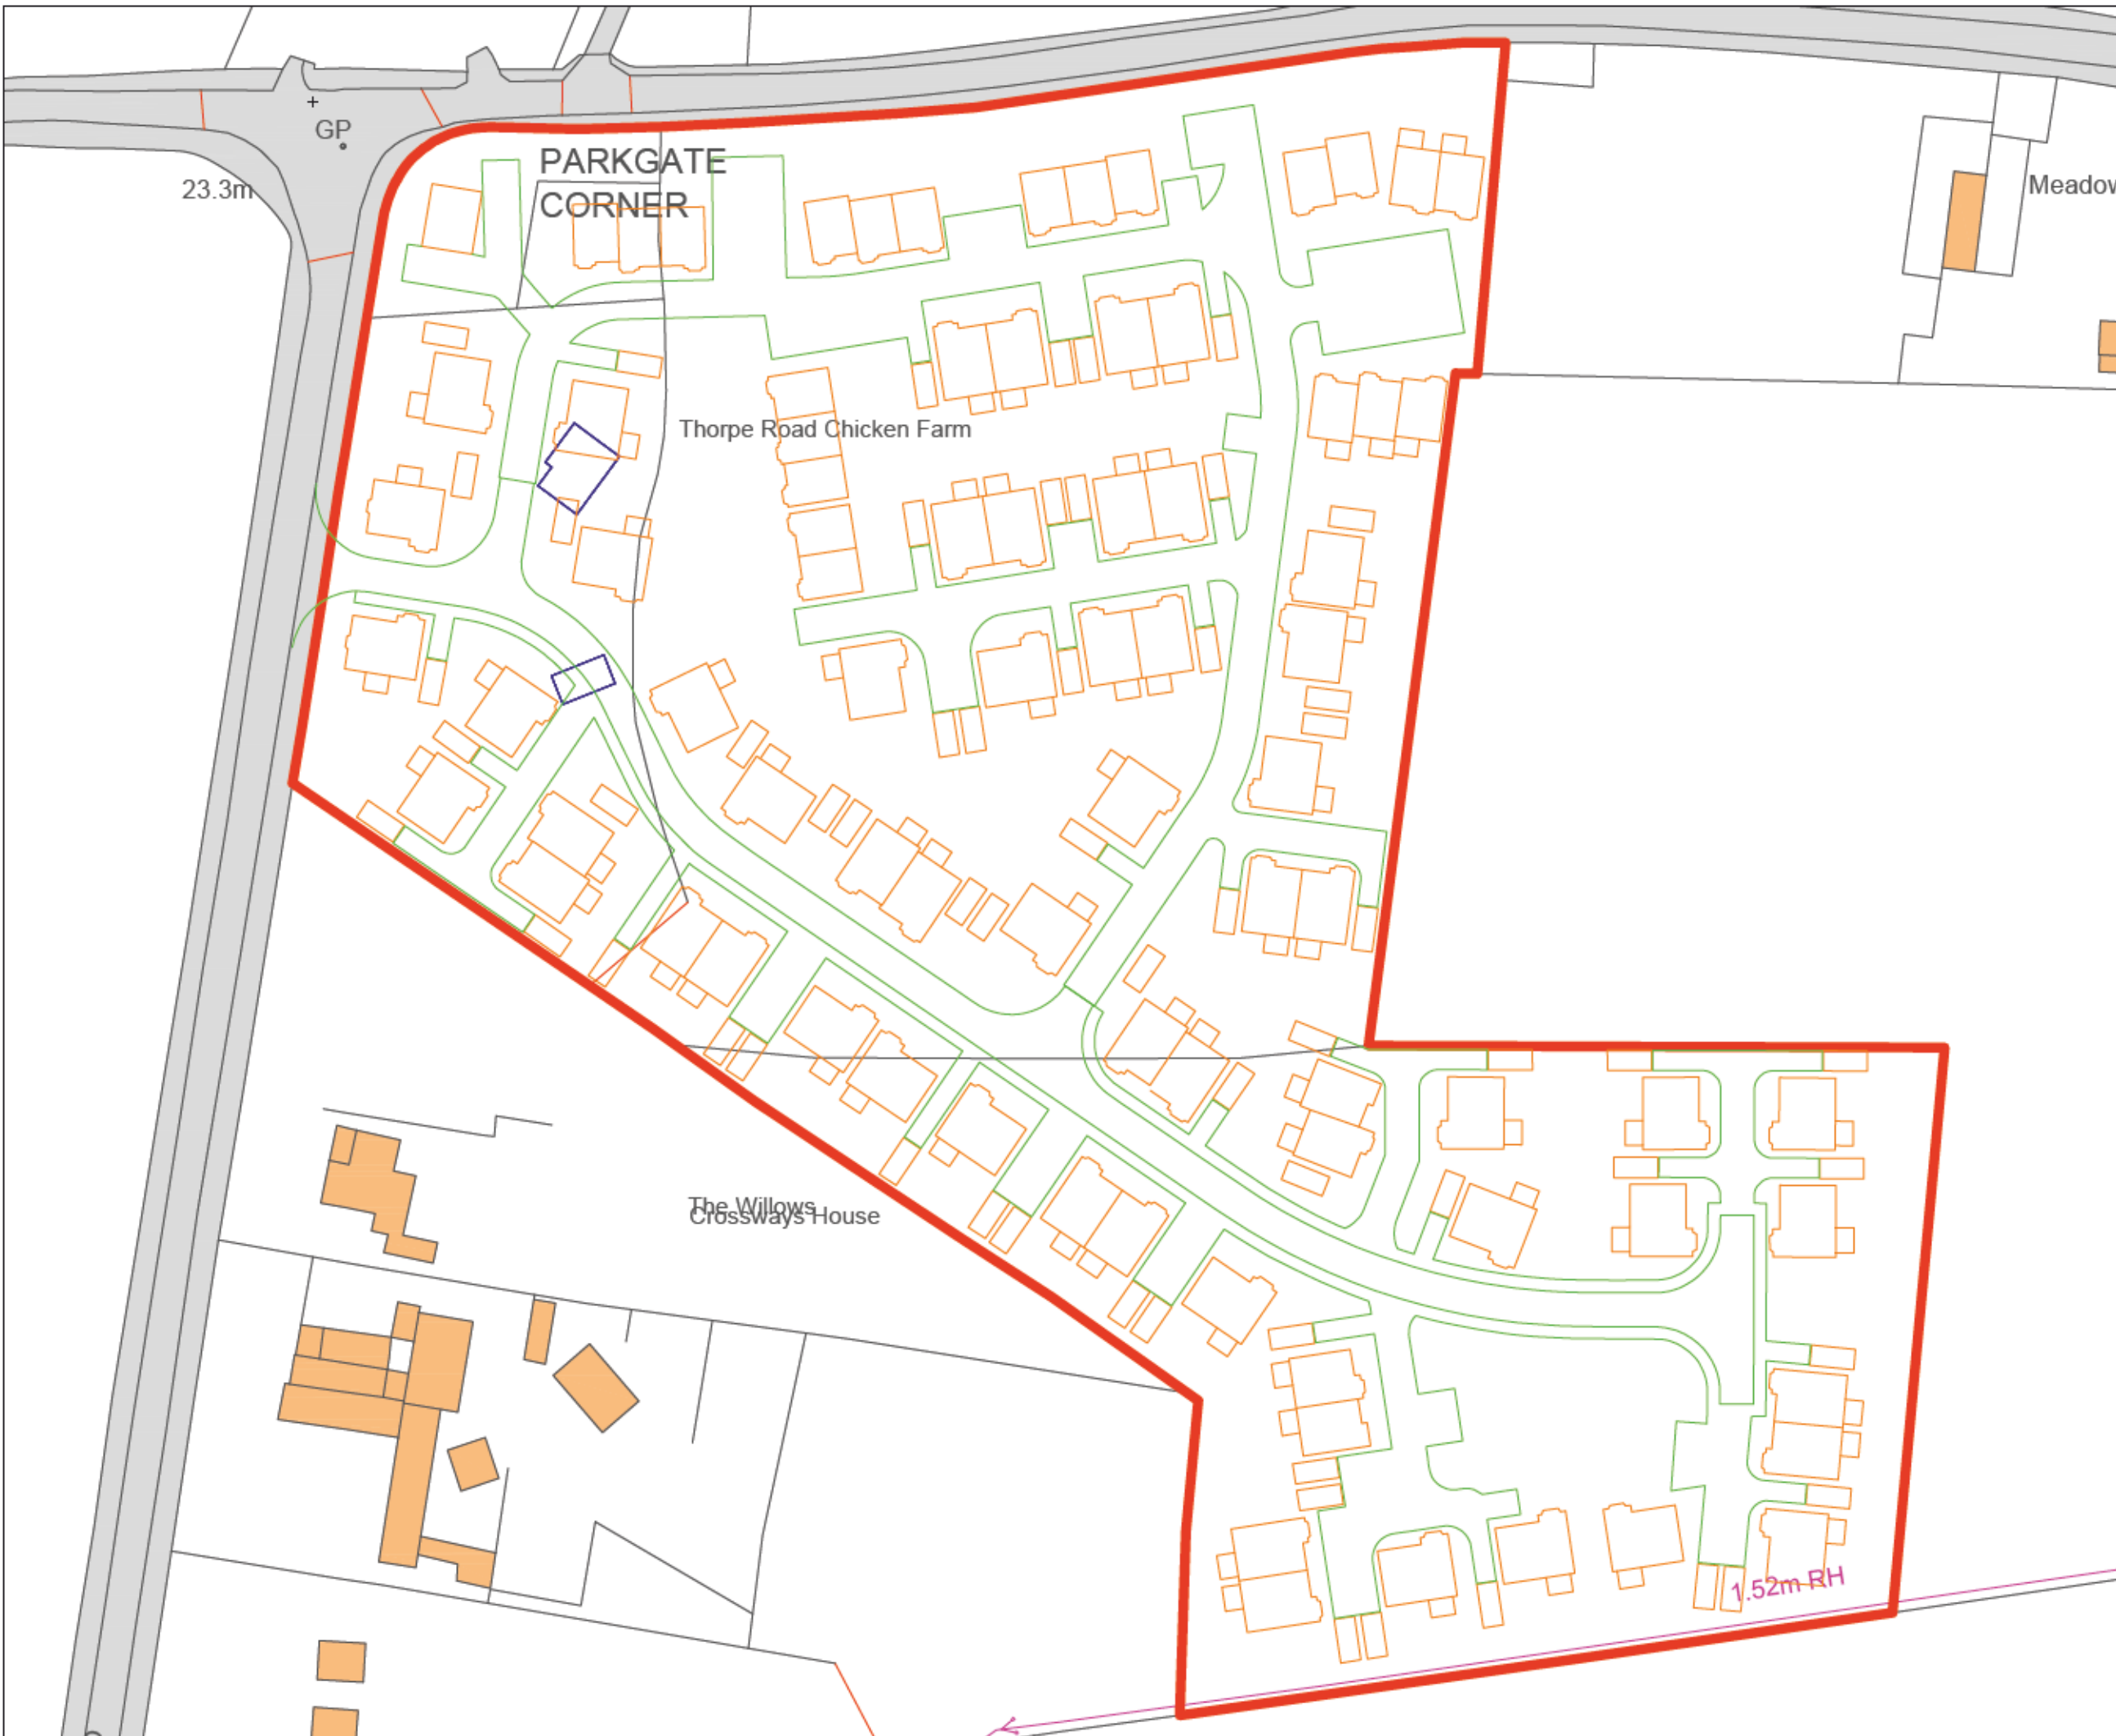 GP
PARKGATE
CORNER
23.3m
Meadow
Thorpe Road Chicken Farm
The Willows
Crossways House
1.52m RH